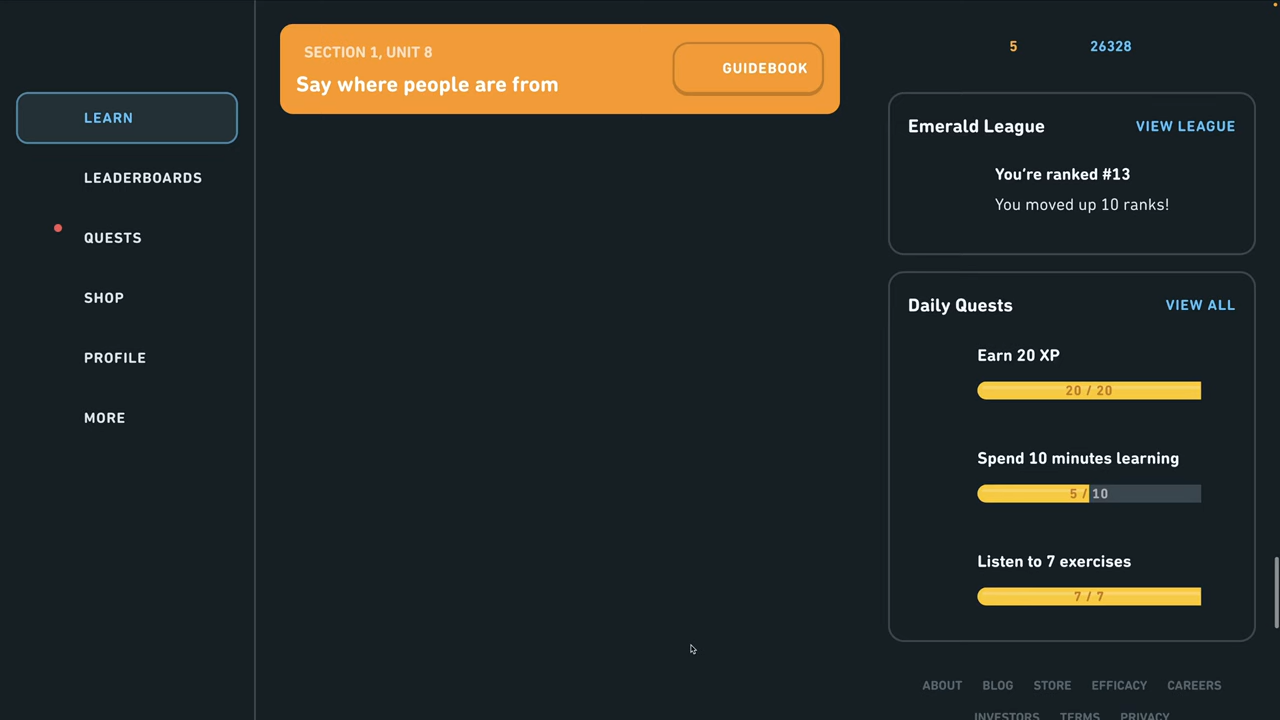 LEARN
LEADERBOARDS
QUESTS
SHOP
PROFILE
MORE
SECTION 1, UNIT 8
Say where people are from
GUIDEBOOK
5
26328
Emerald League
VIEW LEAGUE
You're ranked #13
You moved up 10 ranks!
Daily Quests
VIEW ALL
Earn 20 XP
20 / 20
Spend 10 minutes learning
5 / 10
Listen to 7 exercises
7 / 7
ABOUT BLOG STORE EFFICACY CAREERS
INVESTORS TERMS PRIVACY